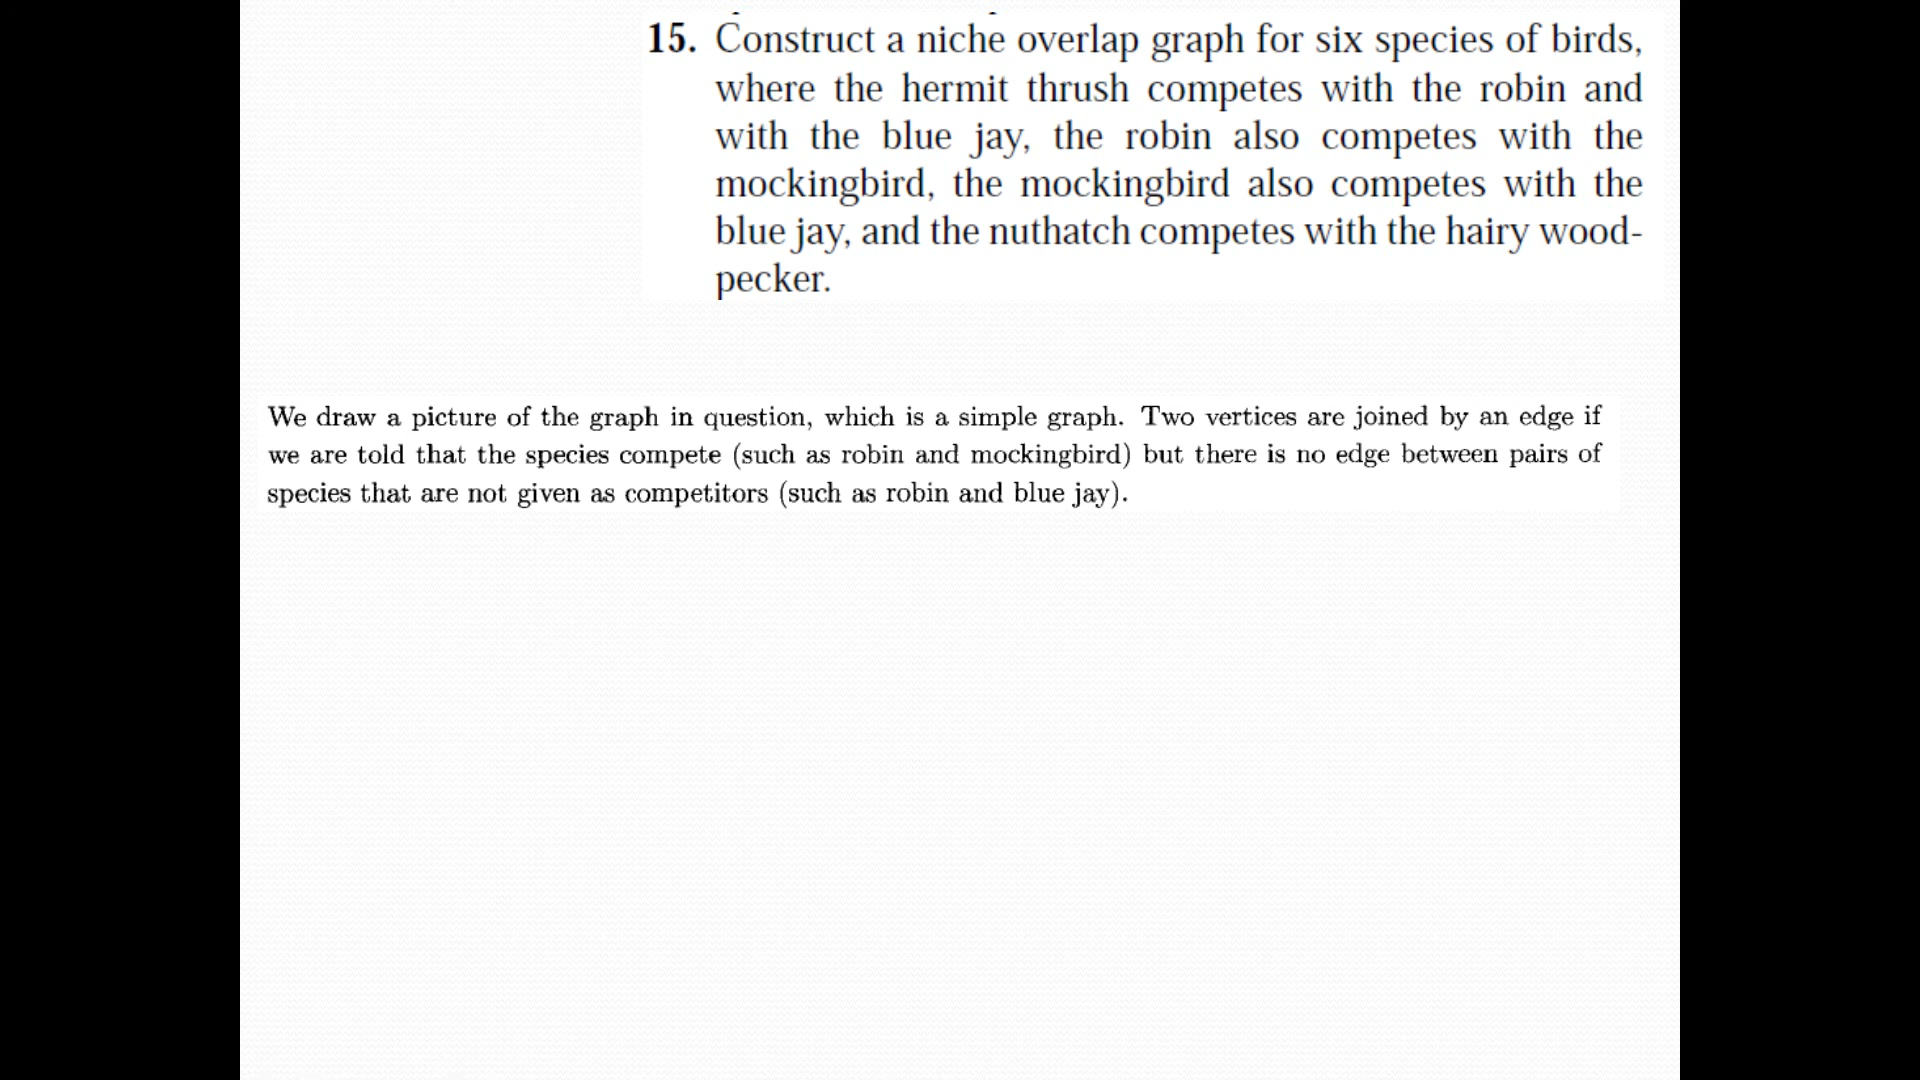 15. Construct a niche overlap graph for six species of birds,
where the hermit thrush competes with the robin and
with the blue jay, the robin also competes with the
mockingbird, the mockingbird also competes with the
blue jay, and the nuthatch competes with the hairy wood-
pecker.
We draw a picture of the graph in question, which is a simple graph. Two vertices are joined by an edge if
we are told that the species compete (such as robin and mockingbird) but there is no edge between pairs of
species that are not given as competitors (such as robin and blue jay).